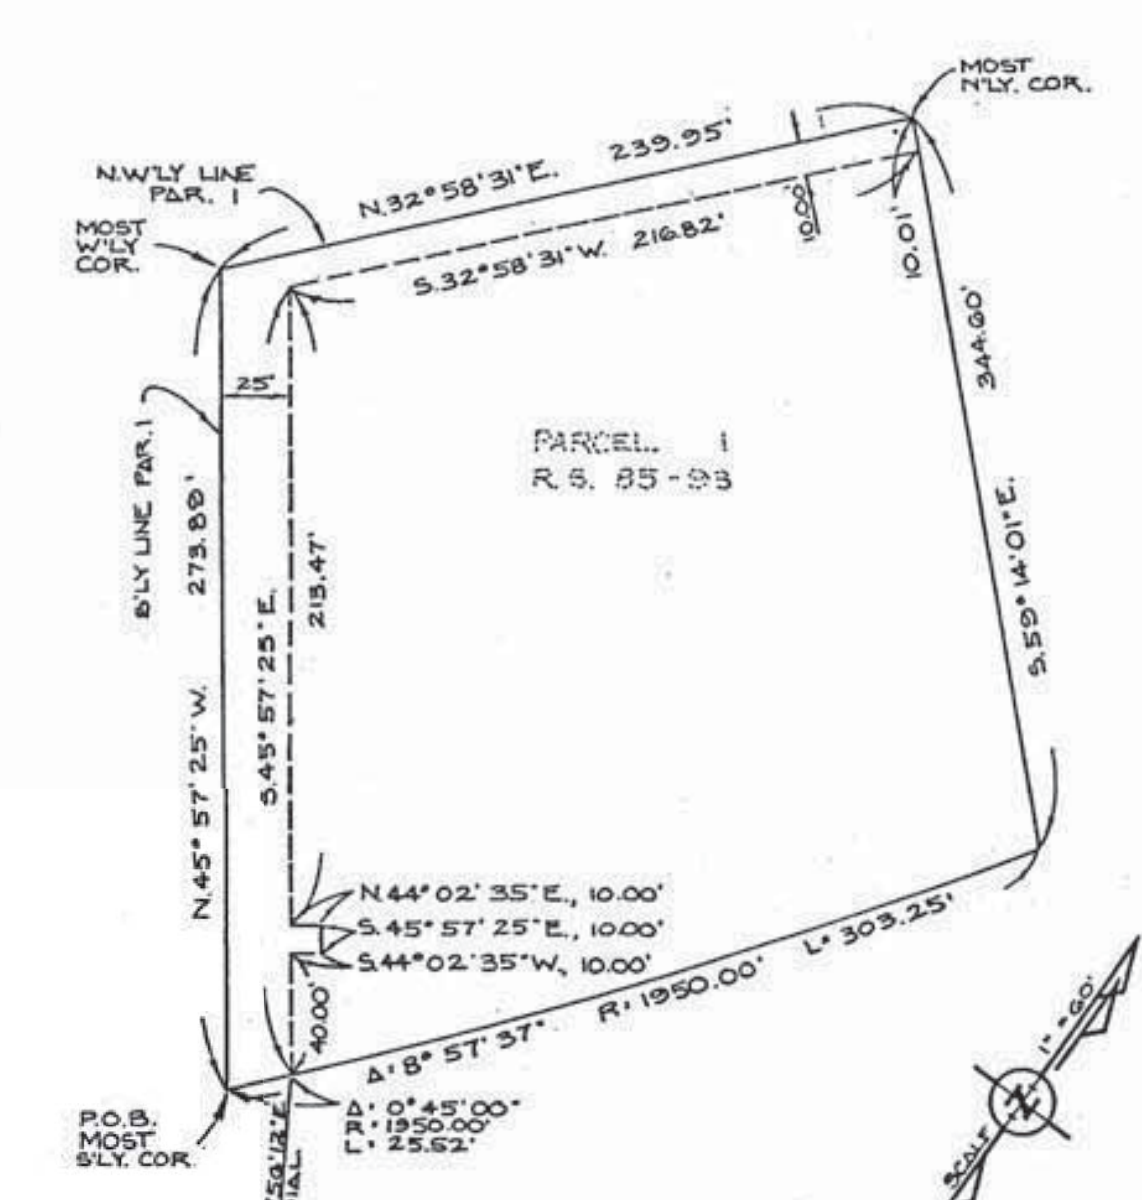 MOST
N'LY. COR.
N.W'LY LINE
PAR. 1
N.32°58'31"E. 239.95'
MOST
W'LY
COR.
S.32°58'31"W. 216.82'
10.00'
10.01'
344.60'
S.59°14'01"E.
25'
S'LY LINE PAR. 1
273.88'
N.45°57'25"W.
S.45°57'25"E.
213.47'
PARCEL 1
R.S. 85-93
N.44°02'35"E., 10.00'
S.45°57'25"E., 10.00'
S.44°02'35"W., 10.00'
40.00'
Δ: 8°57'37" R: 1950.00' L= 303.25'
Δ: 0°45'00"
R: 1950.00'
L: 25.52'
P.O.B.
MOST
S'LY. COR.
N
SCALE 1" = 60'